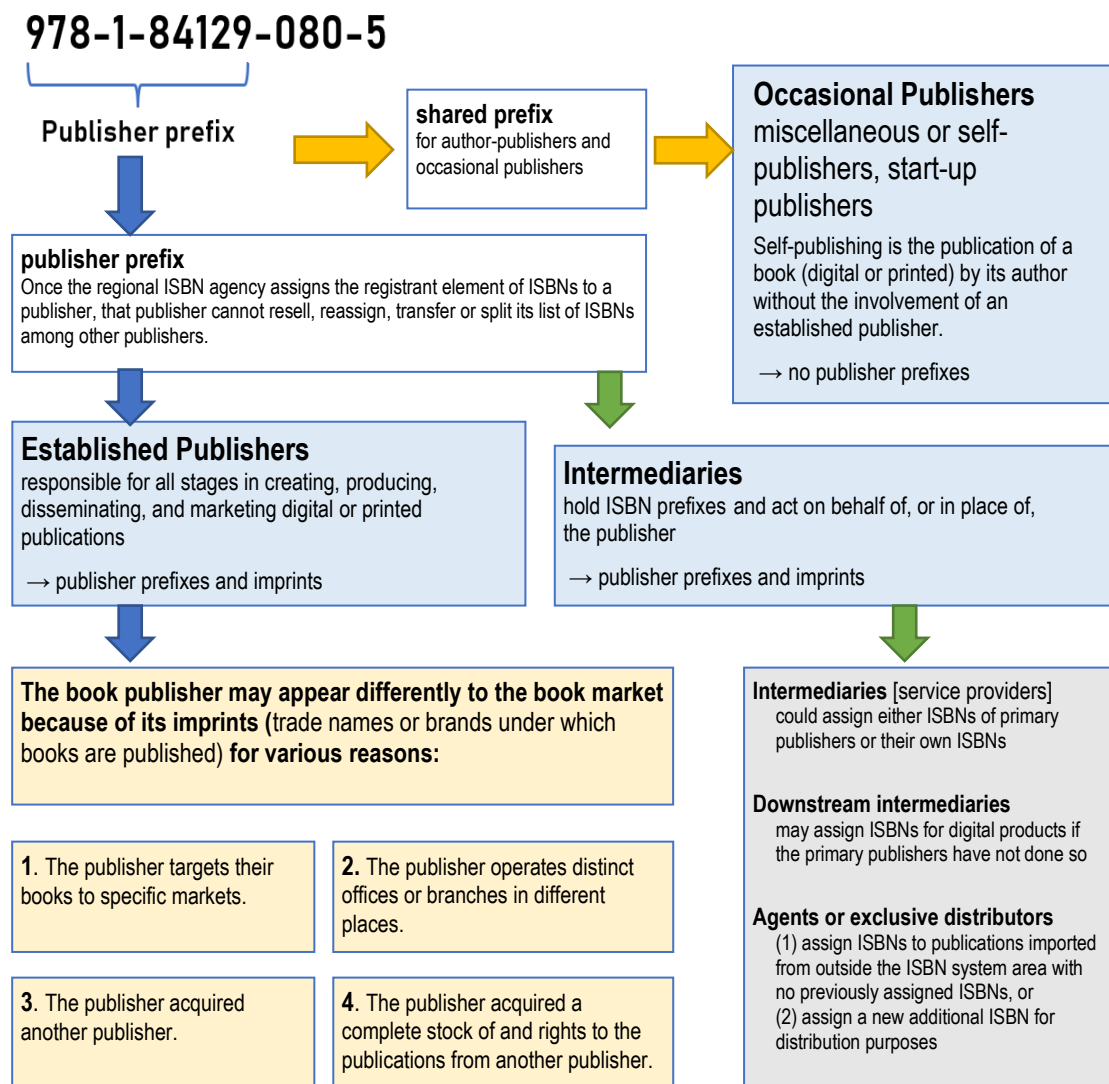 978-1-84129-080-5
Publisher prefix
shared prefix
for author-publishers and
occasional publishers
Occasional Publishers
miscellaneous or self-
publishers, start-up
publishers
Self-publishing is the publication of a
book (digital or printed) by its author
without the involvement of an
established publisher.
→ no publisher prefixes
publisher prefix
Once the regional ISBN agency assigns the registrant element of ISBNs to a
publisher, that publisher cannot resell, reassign, transfer or split its list of ISBNs
among other publishers.
Established Publishers
responsible for all stages in creating, producing,
disseminating, and marketing digital or printed
publications
→ publisher prefixes and imprints
Intermediaries
hold ISBN prefixes and act on behalf of, or in place of,
the publisher
→ publisher prefixes and imprints
The book publisher may appear differently to the book market
because of its imprints (trade names or brands under which
books are published) for various reasons:
1. The publisher targets their
books to specific markets.
2. The publisher operates distinct
offices or branches in different
places.
3. The publisher acquired
another publisher.
4. The publisher acquired a
complete stock of and rights to the
publications from another publisher.
Intermediaries [service providers]
could assign either ISBNs of primary
publishers or their own ISBNs
Downstream intermediaries
may assign ISBNs for digital products if
the primary publishers have not done so
Agents or exclusive distributors
(1) assign ISBNs to publications imported
from outside the ISBN system area with
no previously assigned ISBNs, or
(2) assign a new additional ISBN for
distribution purposes